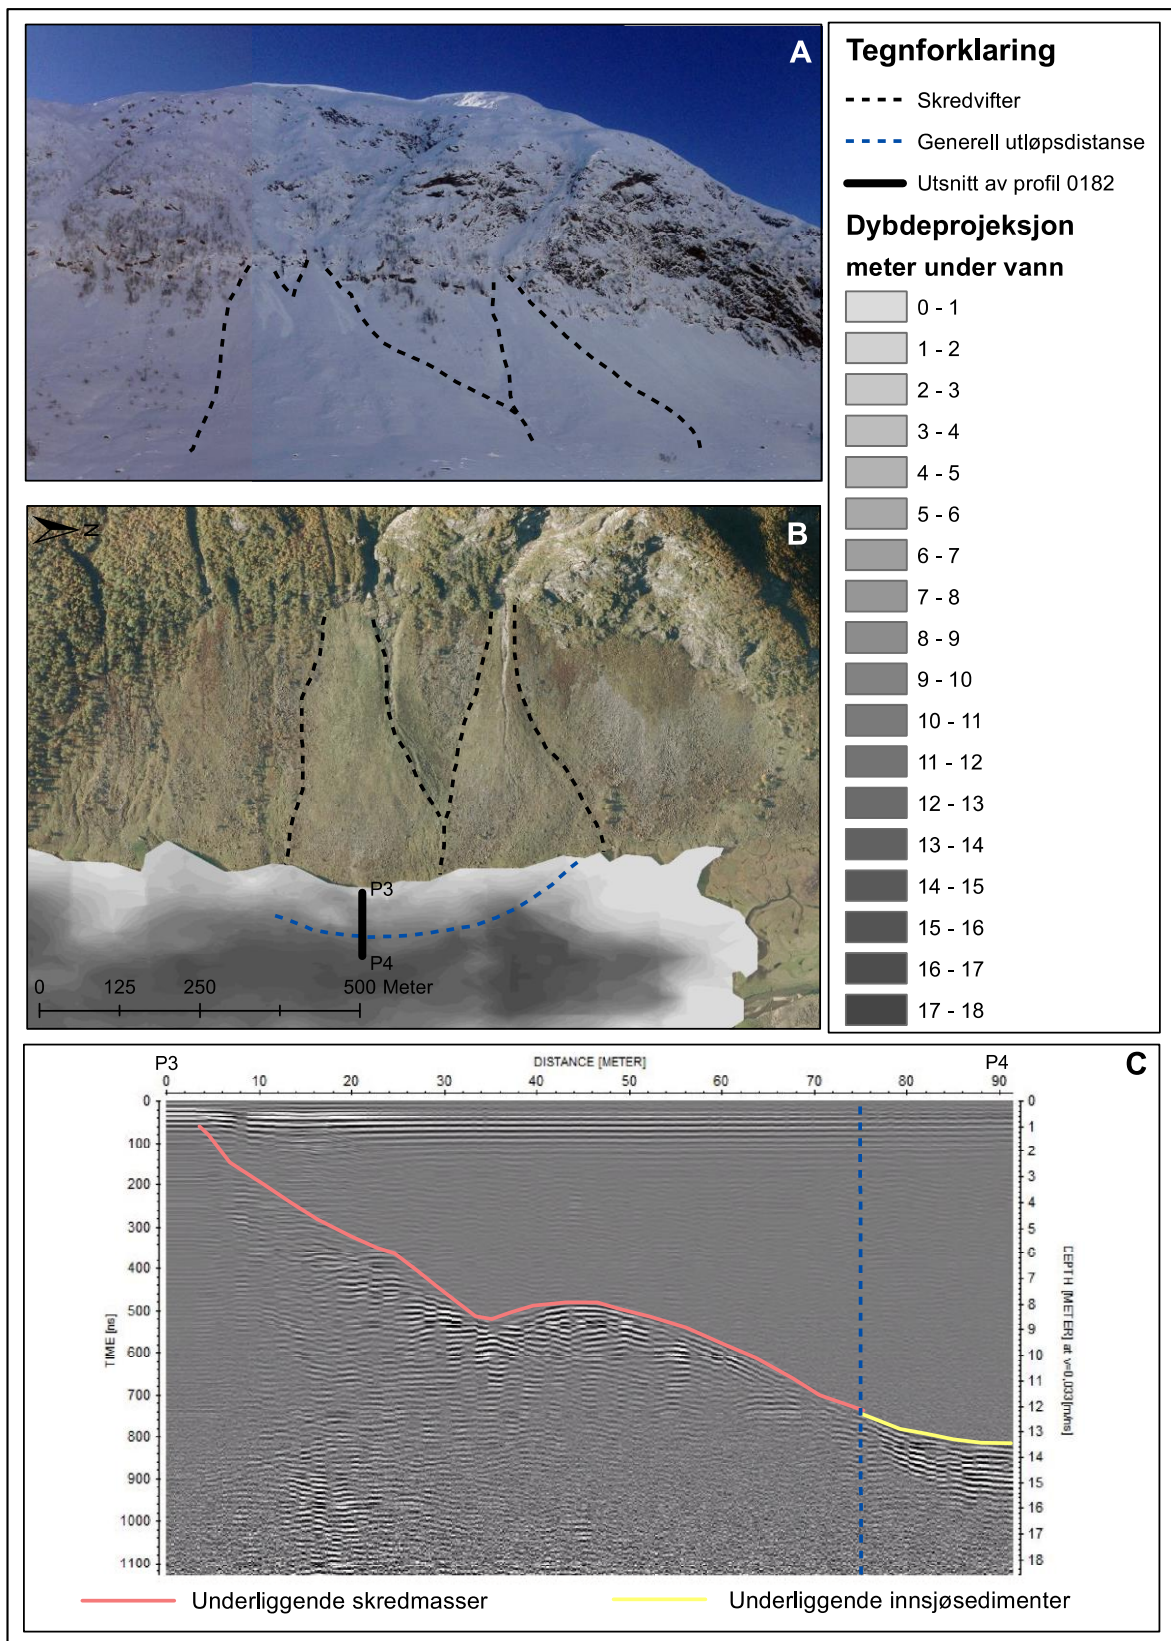 A
Tegnforklaring
Skredvifter
Generell utløpsdistanse
Utsnitt av profil 0182
Dybdeprojeksjon
meter under vann
0 - 1
1 - 2
2 - 3
3 - 4
4 - 5
5 - 6
6 - 7
7 - 8
8 - 9
9 - 10
10 - 11
11 - 12
12 - 13
13 - 14
14 - 15
15 - 16
16 - 17
17 - 18
N
B
P3
P4
0 125 250 500 Meter
C
P3 DISTANCE [METER] P4
0 10 20 30 40 50 60 70 80 90
TIME [ns]
0
100
200
300
400
500
600
700
800
900
1000
1100
0
1
2
3
4
5
6
7
8
9
10
11
12
13
14
15
16
17
18
DEPTH [METER] at v=0,033[m/ns]
Underliggende skredmasser
Underliggende innsjøsedimenter